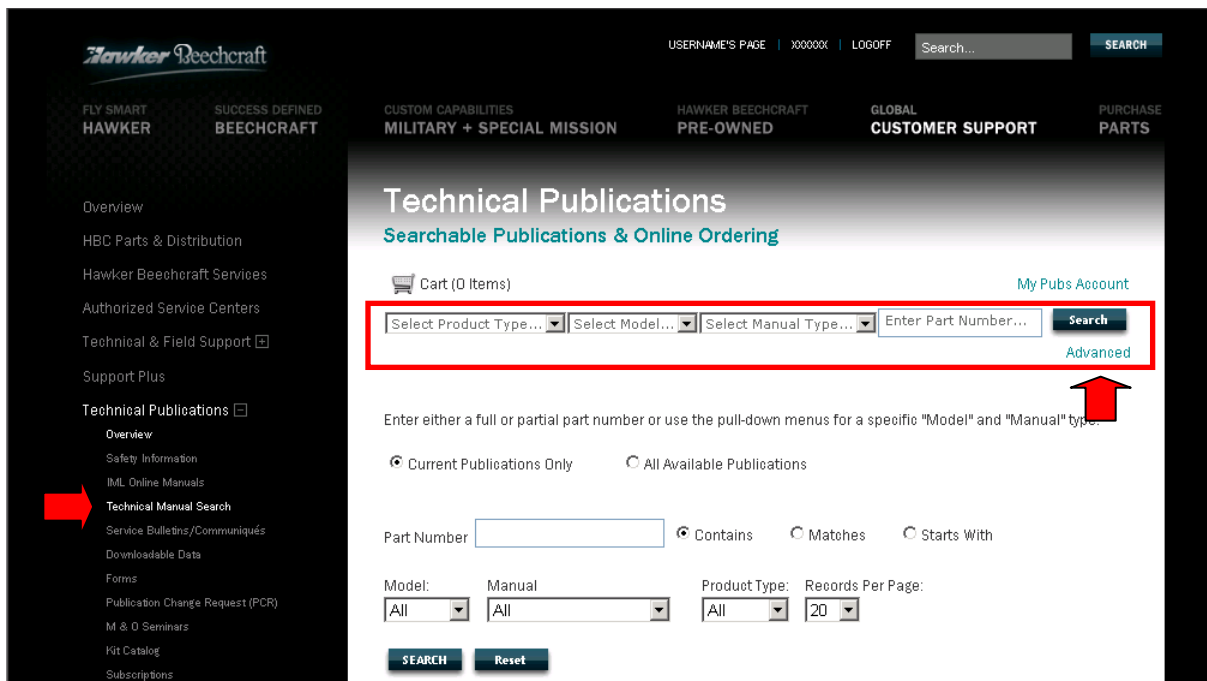 Hawker Beechcraft
USERNAME'S PAGE | XXXXXX | LOGOFF
Search...
SEARCH
FLY SMART
HAWKER
SUCCESS DEFINED
BEECHCRAFT
CUSTOM CAPABILITIES
MILITARY + SPECIAL MISSION
HAWKER BEECHCRAFT
PRE-OWNED
GLOBAL
CUSTOMER SUPPORT
PURCHASE
PARTS
Overview
HBC Parts & Distribution
Hawker Beechcraft Services
Authorized Service Centers
Technical & Field Support
Support Plus
Technical Publications
Overview
Safety Information
IML Online Manuals
Technical Manual Search
Service Bulletins/Communiqués
Downloadable Data
Forms
Publication Change Request (PCR)
M & O Seminars
Kit Catalog
Subscriptions
Technical Publications
Searchable Publications & Online Ordering
Cart (0 Items)
My Pubs Account
Select Product Type... Select Model... Select Manual Type... Enter Part Number... Search
Advanced
Enter either a full or partial part number or use the pull-down menus for a specific "Model" and "Manual" type.
Current Publications Only All Available Publications
Part Number Contains Matches Starts With
Model: Manual Product Type: Records Per Page:
All All All 20
SEARCH Reset